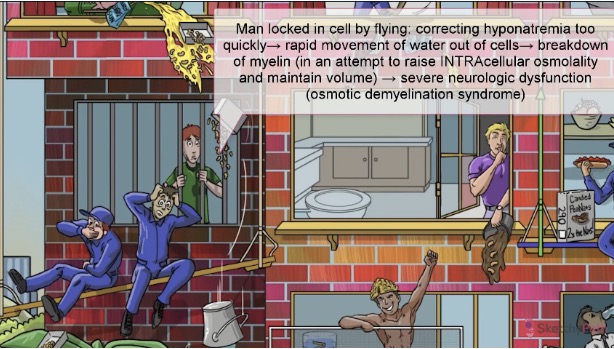 Man locked in cell by flying; correcting hyponatremia too
quickly→ rapid movement of water out of cells→ breakdown
of myelin (in an attempt to raise INTRAcellular osmolality
and maintain volume) → severe neurologic dysfunction
(osmotic demyelination syndrome)
Candied
290